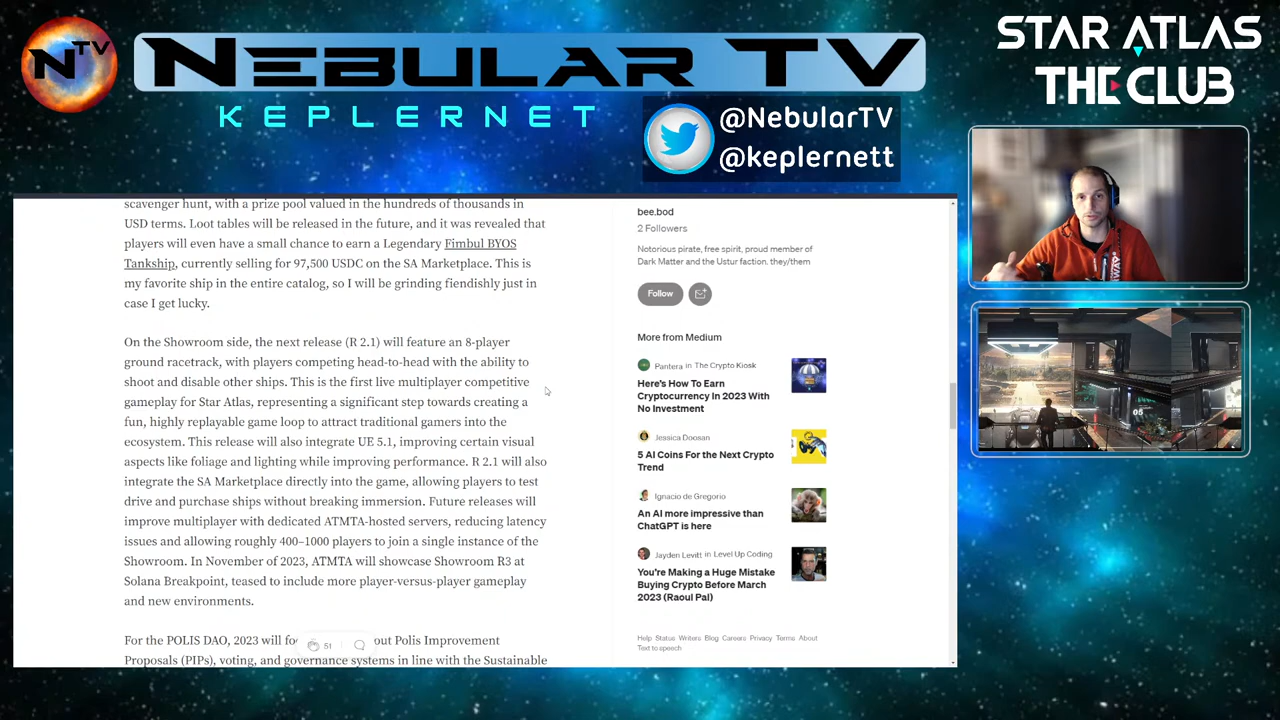 NTV
NEBULAR TV
KEPLERNET
@NebularTV
@keplernett
STAR ATLAS
THE CLUB
scavenger hunt, with a prize pool valued in the hundreds of thousands in
USD terms. Loot tables will be released in the future, and it was revealed that
players will even have a small chance to earn a Legendary Fimbul BYOS
Tankship, currently selling for 97,500 USDC on the SA Marketplace. This is
my favorite ship in the entire catalog, so I will be grinding fiendishly just in
case I get lucky.
On the Showroom side, the next release (R 2.1) will feature an 8-player
ground racetrack, with players competing head-to-head with the ability to
shoot and disable other ships. This is the first live multiplayer competitive
gameplay for Star Atlas, representing a significant step towards creating a
fun, highly replayable game loop to attract traditional gamers into the
ecosystem. This release will also integrate UE 5.1, improving certain visual
aspects like foliage and lighting while improving performance. R 2.1 will also
integrate the SA Marketplace directly into the game, allowing players to test
drive and purchase ships without breaking immersion. Future releases will
improve multiplayer with dedicated ATMTA-hosted servers, reducing latency
issues and allowing roughly 400–1000 players to join a single instance of the
Showroom. In November of 2023, ATMTA will showcase Showroom R3 at
Solana Breakpoint, teased to include more player-versus-player gameplay
and new environments.
For the POLIS DAO, 2023 will fo out Polis Improvement
Proposals (PIPs), voting, and governance systems in line with the Sustainable
51
bee.bod
2 Followers
Notorious pirate, free spirit, proud member of
Dark Matter and the Ustur faction. they/them
Follow
More from Medium
Pantera in The Crypto Kiosk
Here's How To Earn
Cryptocurrency In 2023 With
No Investment
Jessica Doosan
5 AI Coins For the Next Crypto
Trend
Ignacio de Gregorio
An AI more impressive than
ChatGPT is here
Jayden Levitt in Level Up Coding
You're Making a Huge Mistake
Buying Crypto Before March
2023 (Raoul Pal)
Help Status Writers Blog Careers Privacy Terms About
Text to speech
05